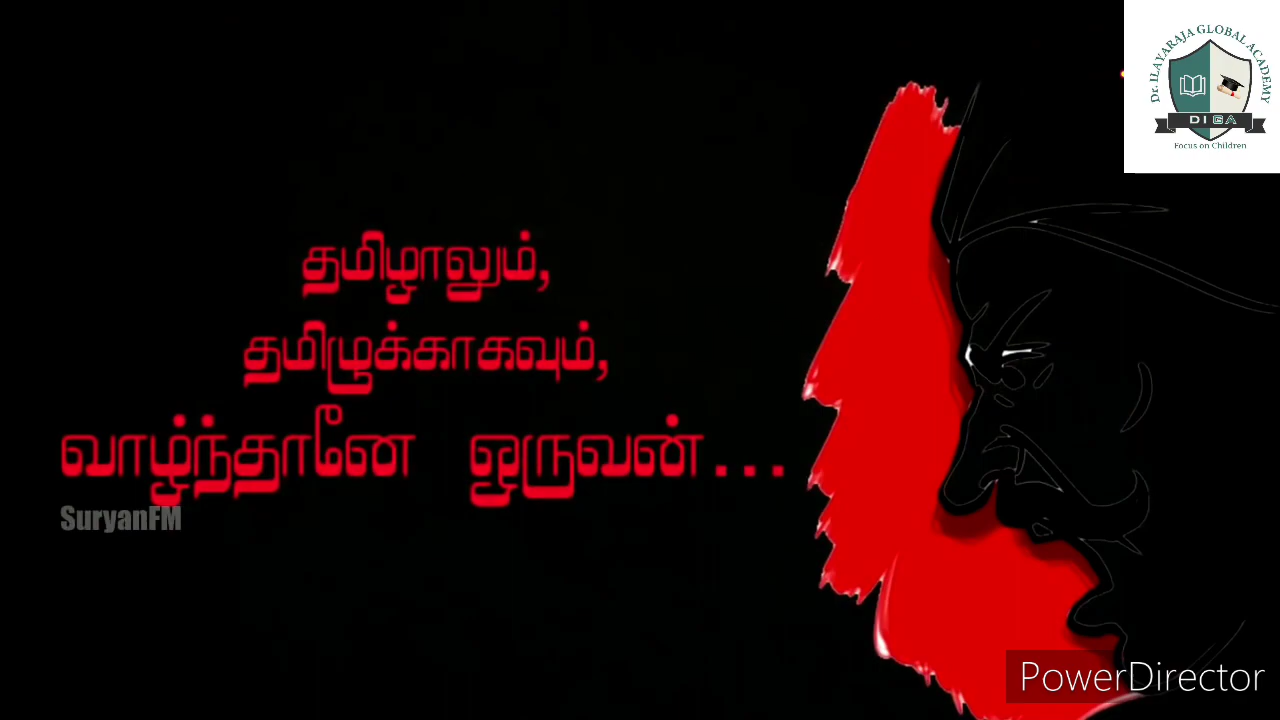 Dr. ILAYARAJA GLOBAL ACADEMY
DIGA
Focus on Children
தமிழாலும்,
தமிழுக்காகவும்,
வாழ்ந்தானே ஒருவன்...
SuryanFM
PowerDirector